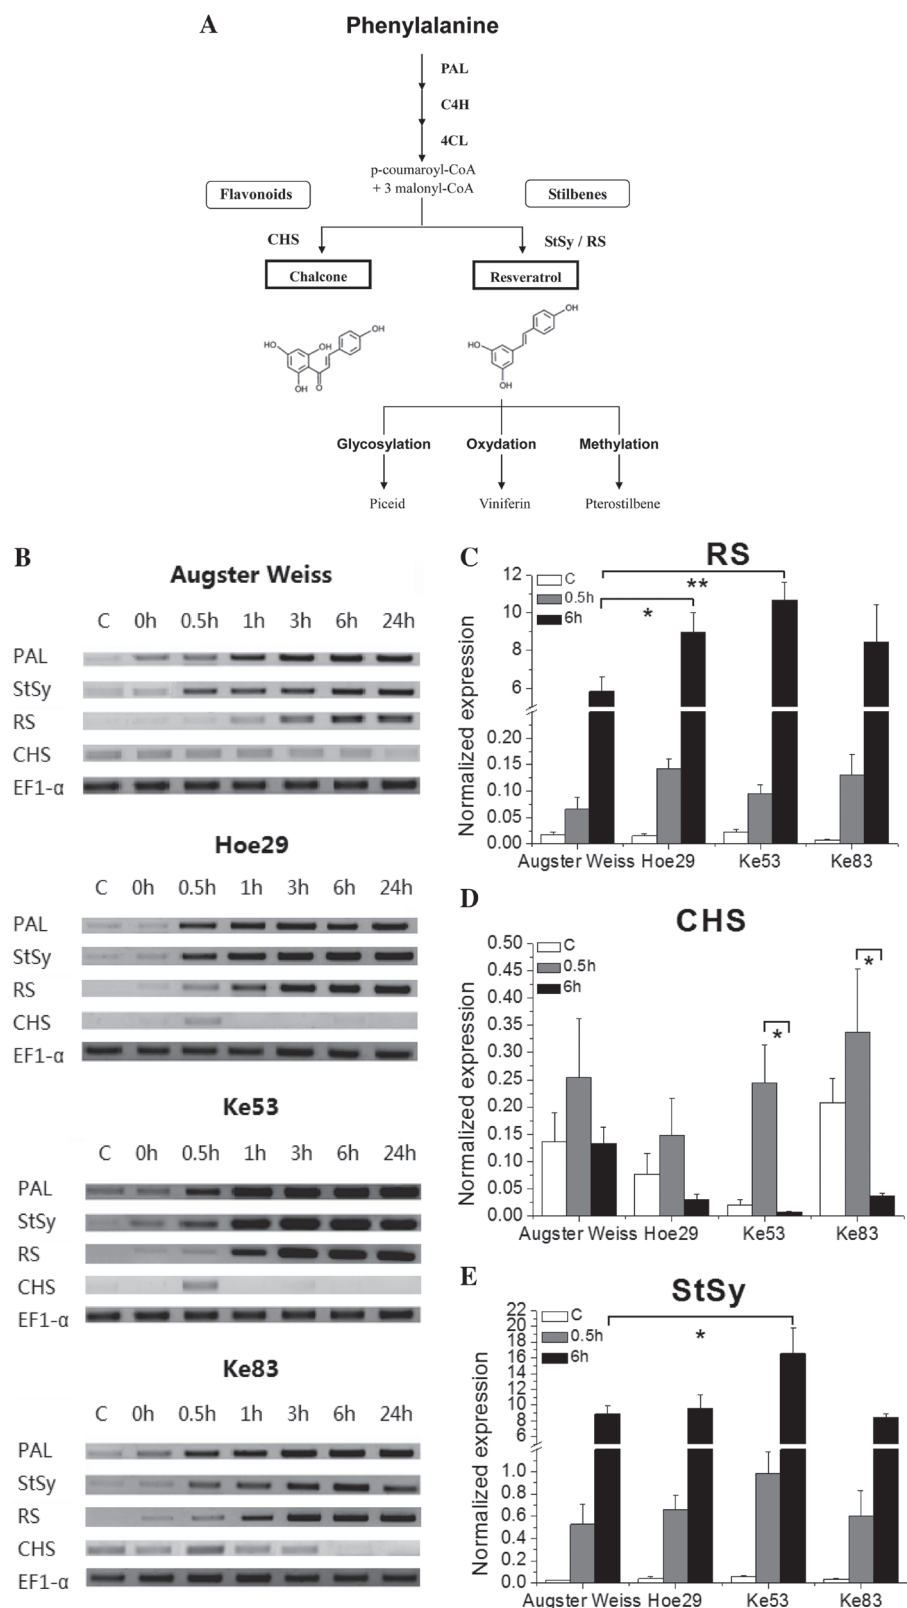 A
Phenylalanine
PAL
C4H
4CL
p-coumaroyl-CoA
+ 3 malonyl-CoA
Flavonoids
Stilbenes
CHS
StSy / RS
Chalcone
Resveratrol
HO OH OH OH O
HO OH OH
Glycosylation Oxydation Methylation
Piceid Viniferin Pterostilbene
B
Augster Weiss
C 0h 0.5h 1h 3h 6h 24h
PAL
StSy
RS
CHS
EF1-α
Hoe29
C 0h 0.5h 1h 3h 6h 24h
PAL
StSy
RS
CHS
EF1-α
Ke53
C 0h 0.5h 1h 3h 6h 24h
PAL
StSy
RS
CHS
EF1-α
Ke83
C 0h 0.5h 1h 3h 6h 24h
PAL
StSy
RS
CHS
EF1-α
C
RS
Normalized expression
12
10
8
6
0.20
0.15
0.10
0.05
0.00
C
0.5h
6h
**
*
Augster Weiss Hoe29 Ke53 Ke83
D
CHS
Normalized expression
0.50
0.45
0.40
0.35
0.30
0.25
0.20
0.15
0.10
0.05
0.00
C
0.5h
6h
*
*
Augster Weiss Hoe29 Ke53 Ke83
E
StSy
Normalized expression
22
20
18
16
14
12
10
8
6
1.0
0.8
0.6
0.4
0.2
0.0
C
0.5h
6h
*
Augster Weiss Hoe29 Ke53 Ke83